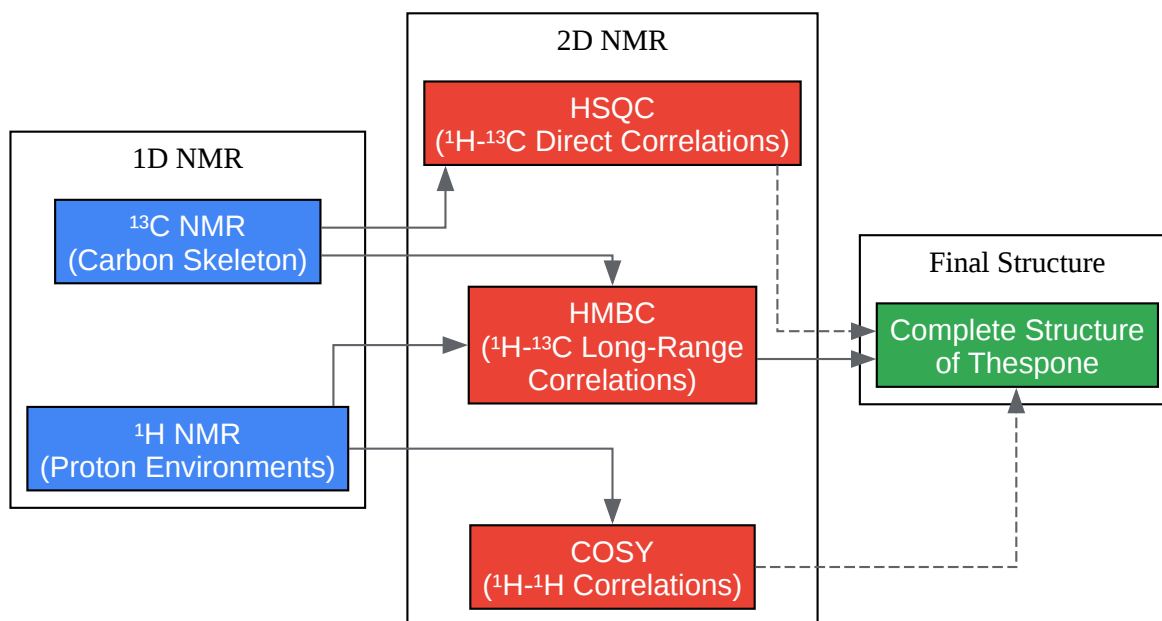 1D NMR
¹³C NMR
(Carbon Skeleton)
¹H NMR
(Proton Environments)
2D NMR
HSQC
(¹H-¹³C Direct Correlations)
HMBC
(¹H-¹³C Long-Range
Correlations)
COSY
(¹H-¹H Correlations)
Final Structure
Complete Structure
of Thespone